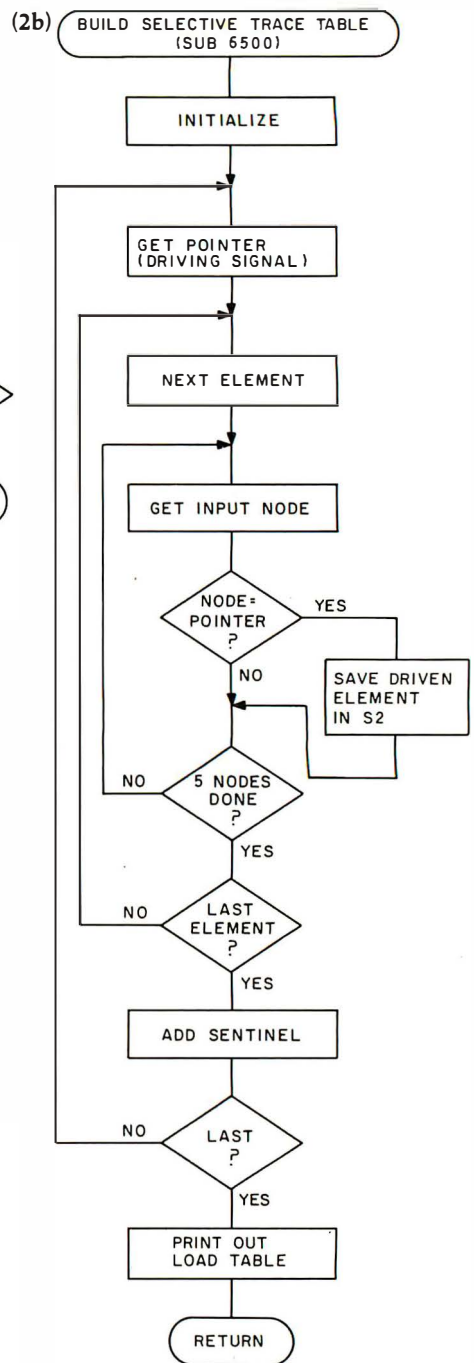 (2b)
BUILD SELECTIVE TRACE TABLE
(SUB 6500)
INITIALIZE
GET POINTER
(DRIVING SIGNAL)
NEXT ELEMENT
GET INPUT NODE
NODE=
POINTER
?
YES
NO
SAVE DRIVEN
ELEMENT
IN S2
5 NODES
DONE
?
NO
YES
LAST
ELEMENT
?
NO
YES
ADD SENTINEL
LAST
?
NO
YES
PRINT OUT
LOAD TABLE
RETURN